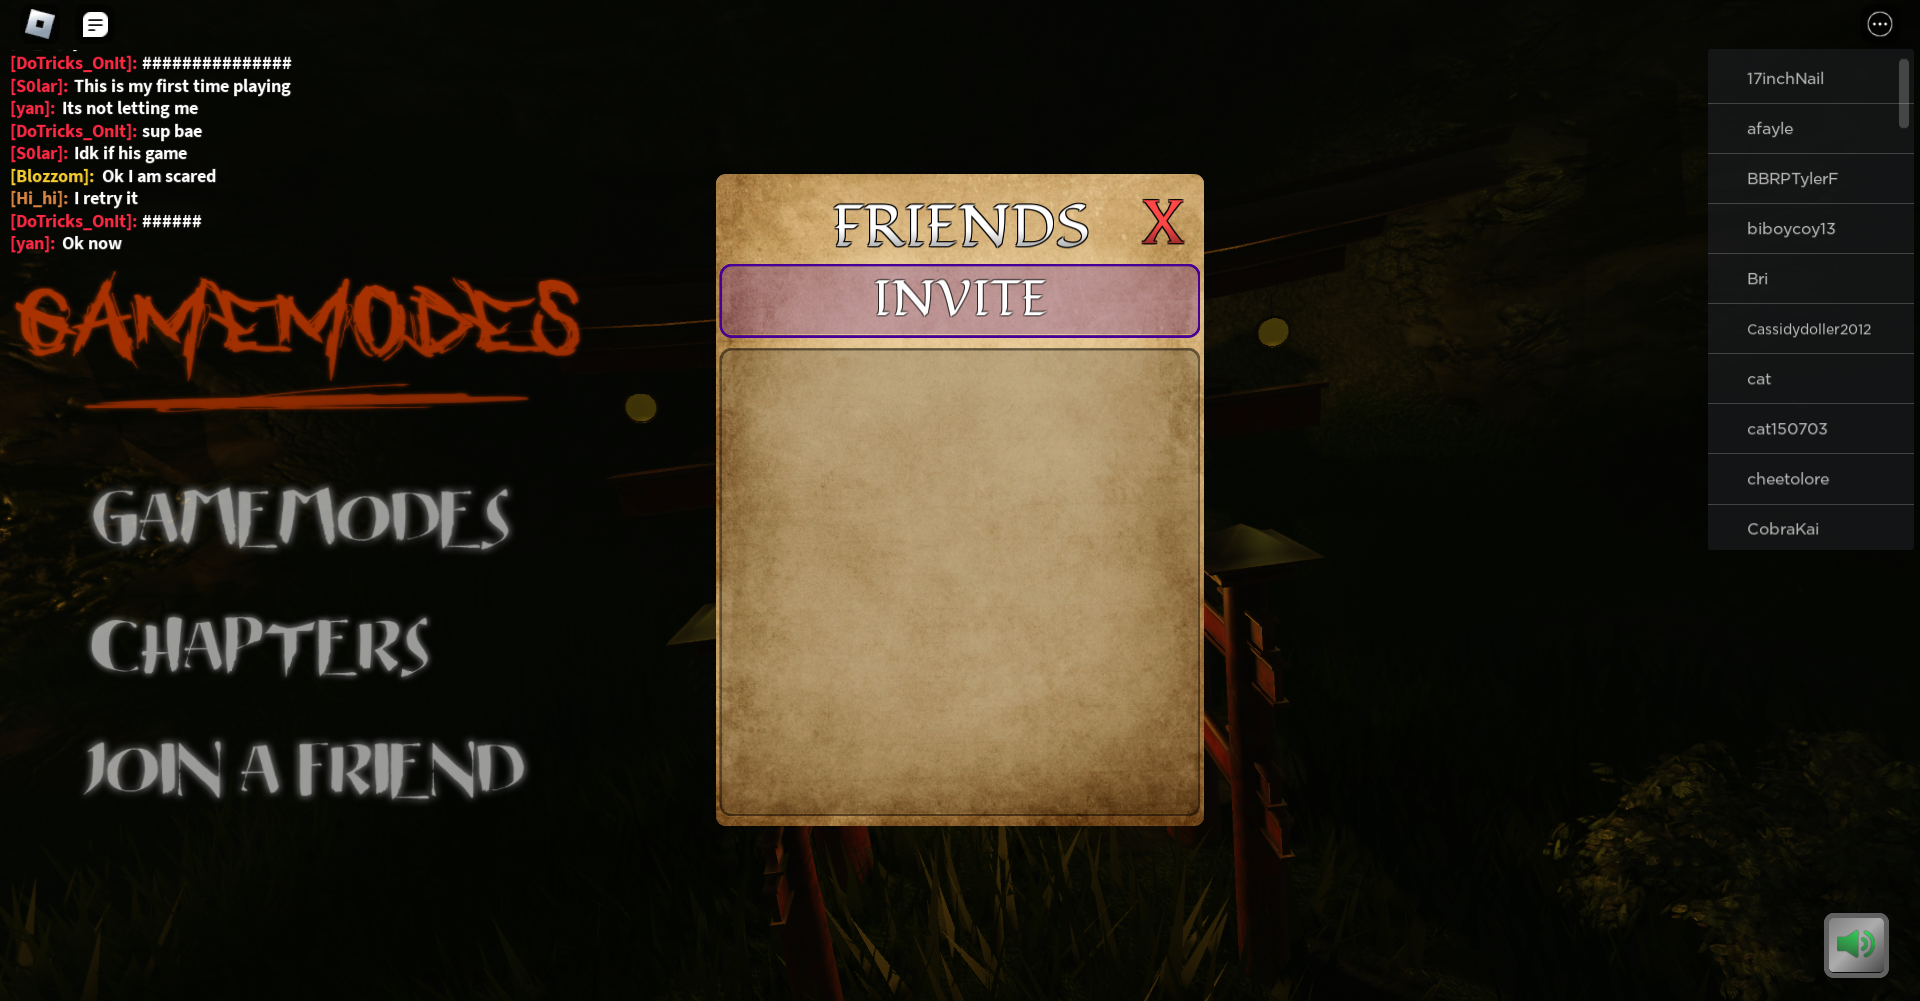 [DoTricks_OnIt]: ###############
[S0lar]: This is my first time playing
[yan]: Its not letting me
[DoTricks_OnIt]: sup bae
[S0lar]: Idk if his game
[Blozzom]: Ok I am scared
[Hi_hi]: I retry it
[DoTricks_OnIt]: ######
[yan]: Ok now
GAMEMODES
GAMEMODES
CHAPTERS
JOIN A FRIEND
FRIENDS X
INVITE
17inchNail
afayle
BBRPTylerF
biboycoy13
Bri
Cassidydoller2012
cat
cat150703
cheetolore
CobraKai